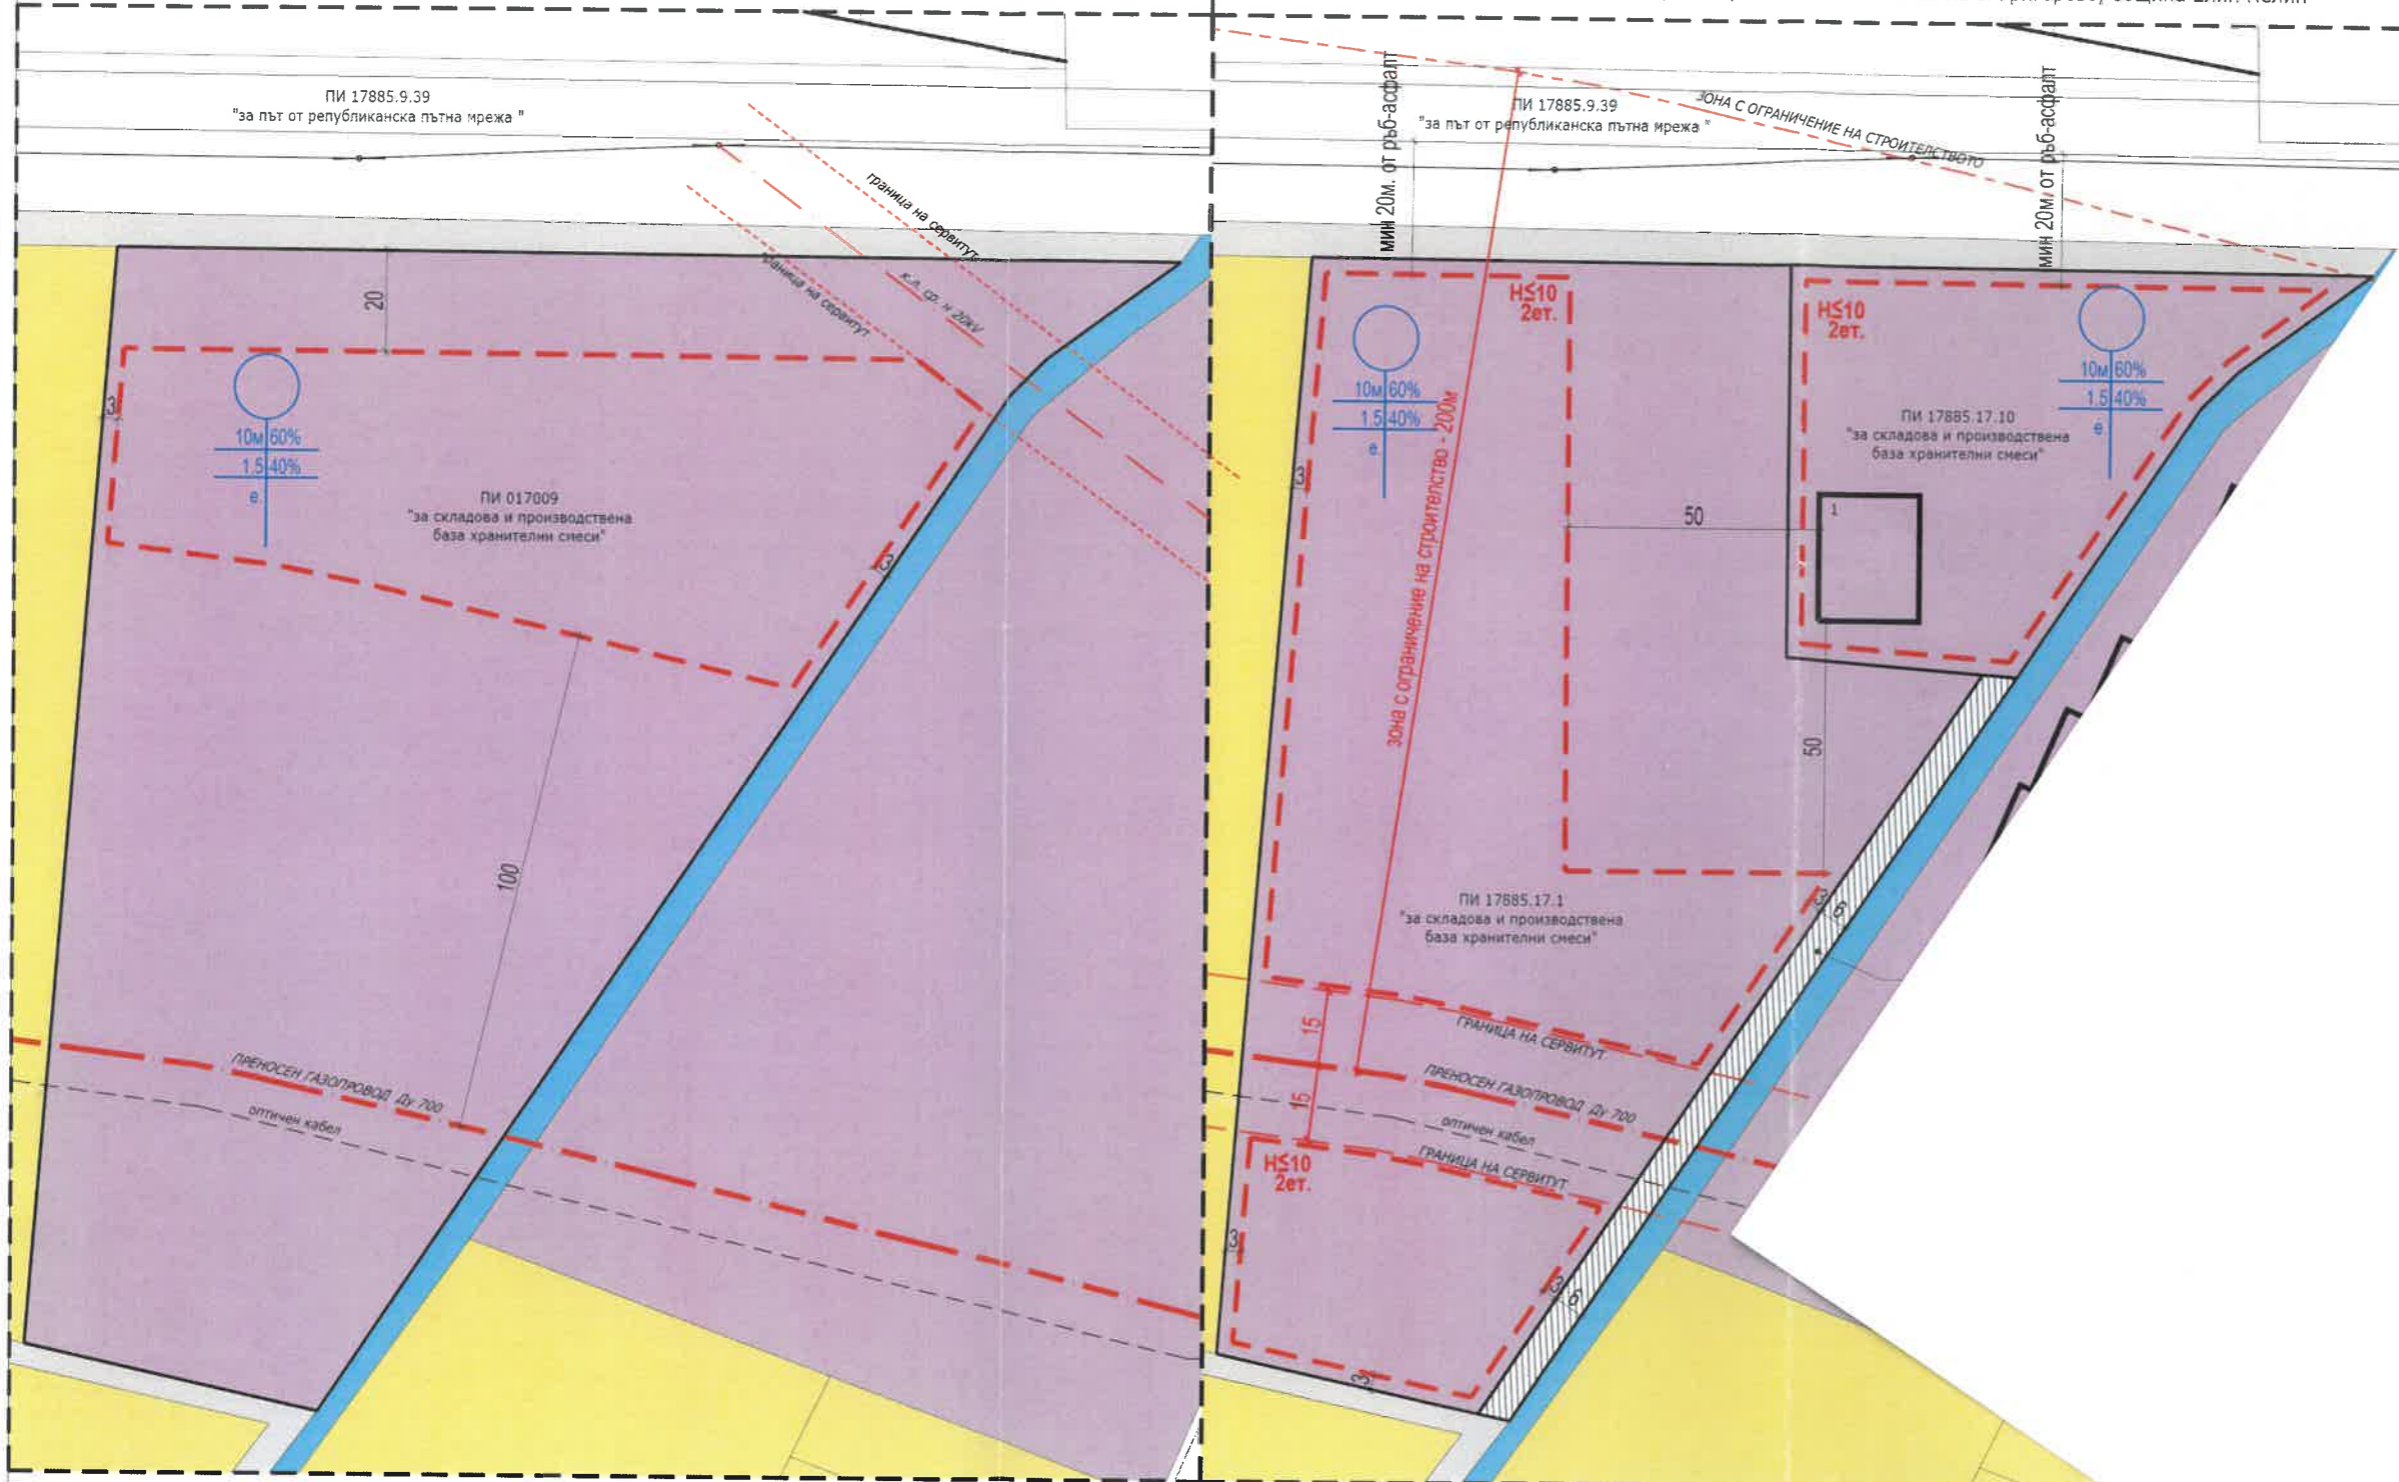 ПИ 17885.9.39
"за път от републиканска пътна мрежа "
граница на сервитут
к.л. ср. н 20kV
граница на сервитут
20
3
10м 60%
1.5 40%
е.
ПИ 017009
"за складова и производствена
база хранителни смеси"
3
100
ПРЕНОСЕН ГАЗОПРОВОД Ду 700
оптичен кабел
община
мин 20м. от ръб-асфалт
ПИ 17885.9.39
"за път от републиканска пътна мрежа "
ЗОНА С ОГРАНИЧЕНИЕ НА СТРОИТЕЛСТВОТО
мин 20м. от ръб-асфалт
H≤10
2ет.
H≤10
2ет.
10м 60%
1.5 40%
е.
10м 60%
1.5 40%
е.
ПИ 17885.17.10
"за складова и производствена
база хранителни смеси"
3
зона с ограничение на строителство - 200м
50
1
50
ПИ 17885.17.1
"за складова и производствена
база хранителни смеси"
3
6
15
ГРАНИЦА НА СЕРВИТУТ
ПРЕНОСЕН ГАЗОПРОВОД Ду 700
15
оптичен кабел
ГРАНИЦА НА СЕРВИТУТ
H≤10
2ет.
3
3
6
3